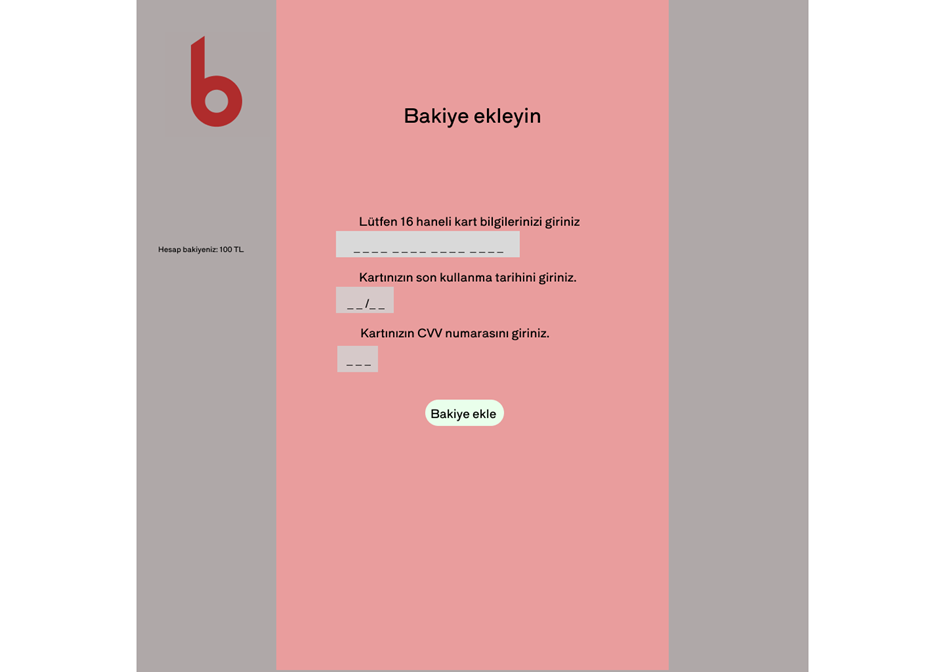 b
Bakiye ekleyin
Lütfen 16 haneli kart bilgilerinizi giriniz
_ _ _ _ _ _ _ _ _ _ _ _ _ _ _ _
Hesap bakiyeniz: 100 TL
Kartınızın son kullanma tarihini giriniz.
_ _ /_ _
Kartınızın CVV numarasını giriniz.
_ _ _
Bakiye ekle